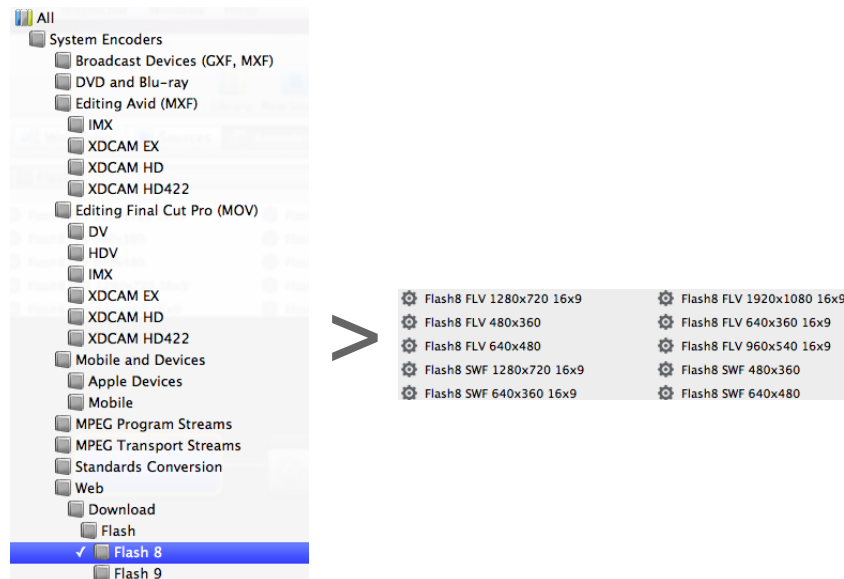 All
System Encoders
Broadcast Devices (GXF, MXF)
DVD and Blu-ray
Editing Avid (MXF)
IMX
XDCAM EX
XDCAM HD
XDCAM HD422
Editing Final Cut Pro (MOV)
DV
HDV
IMX
XDCAM EX
XDCAM HD
XDCAM HD422
Mobile and Devices
Apple Devices
Mobile
MPEG Program Streams
MPEG Transport Streams
Standards Conversion
Web
Download
Flash
✓ Flash 8
Flash 9
>
Flash8 FLV 1280x720 16x9
Flash8 FLV 1920x1080 16x9
Flash8 FLV 480x360
Flash8 FLV 640x360 16x9
Flash8 FLV 640x480
Flash8 FLV 960x540 16x9
Flash8 SWF 1280x720 16x9
Flash8 SWF 480x360
Flash8 SWF 640x360 16x9
Flash8 SWF 640x480